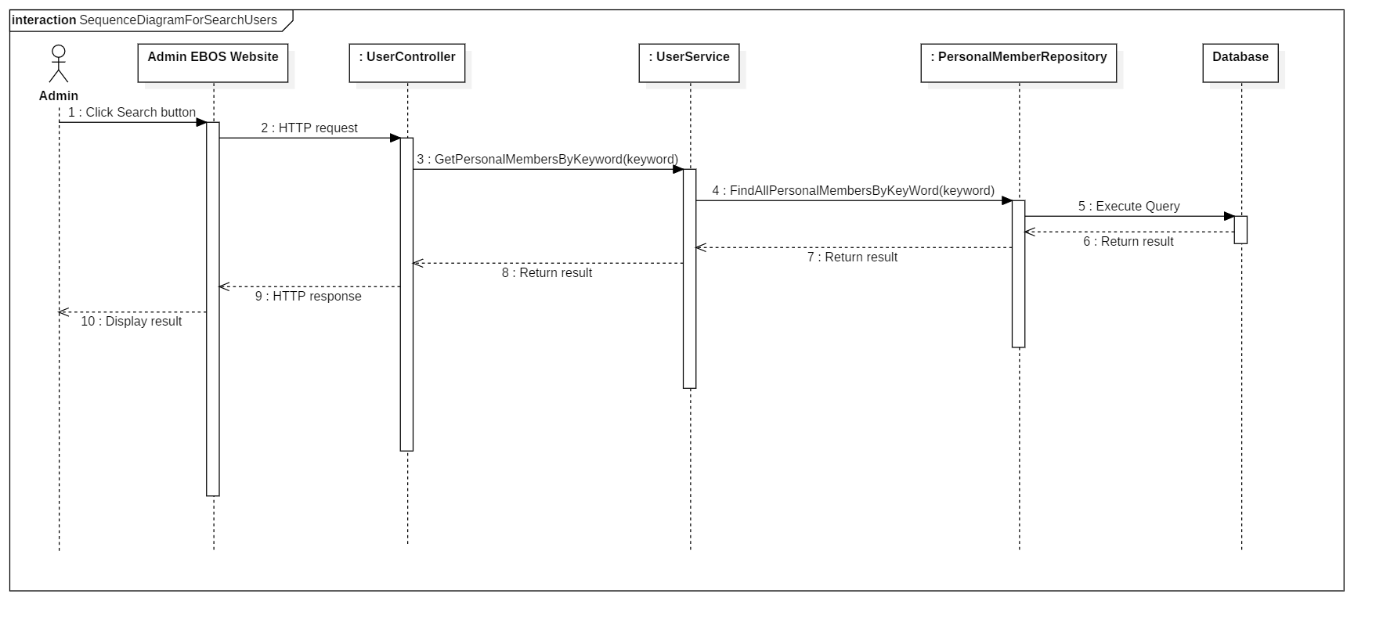 interaction SequenceDiagramForSearchUsers
Admin EBOS Website
: UserController
: UserService
: PersonalMemberRepository
Database
Admin
1 : Click Search button
2 : HTTP request
3 : GetPersonalMembersByKeyword(keyword)
4 : FindAllPersonalMembersByKeyWord(keyword)
5 : Execute Query
6 : Return result
7 : Return result
8 : Return result
9 : HTTP response
10 : Display result